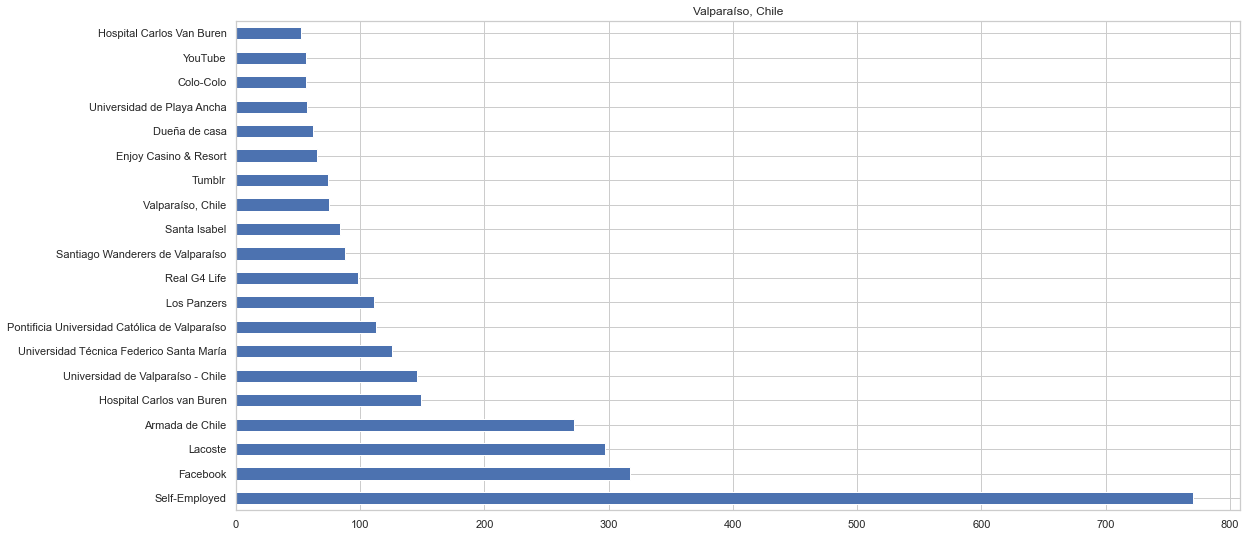 Valparaíso, Chile
Hospital Carlos Van Buren
YouTube
Colo-Colo
Universidad de Playa Ancha
Dueña de casa
Enjoy Casino & Resort
Tumblr
Valparaíso, Chile
Santa Isabel
Santiago Wanderers de Valparaíso
Real G4 Life
Los Panzers
Pontificia Universidad Católica de Valparaíso
Universidad Técnica Federico Santa María
Universidad de Valparaíso - Chile
Hospital Carlos van Buren
Armada de Chile
Lacoste
Facebook
Self-Employed
0 100 200 300 400 500 600 700 800